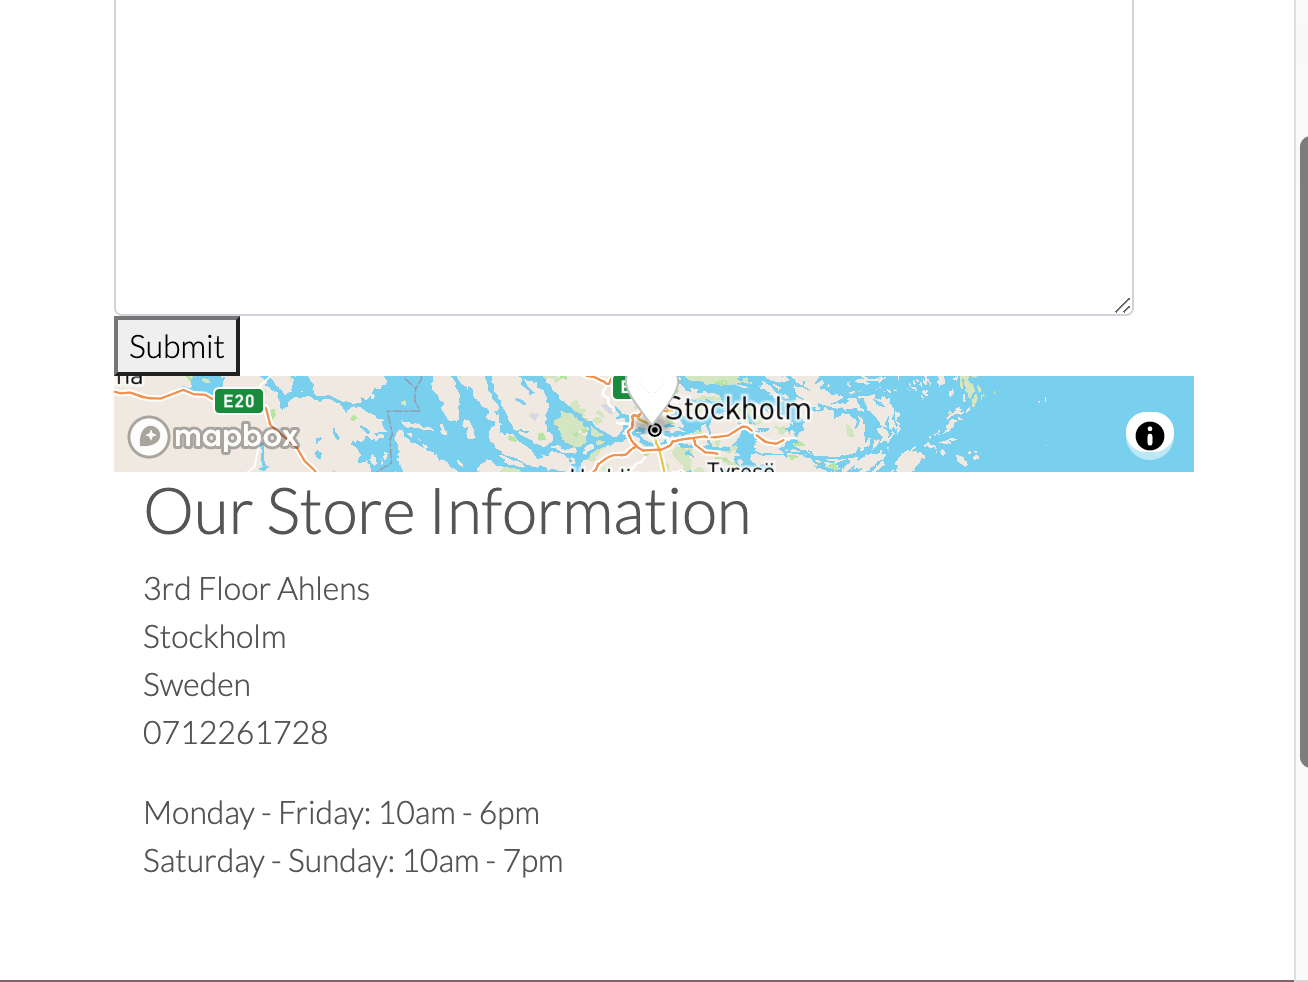 Submit
na
E20
mapbox
Stockholm
Our Store Information
3rd Floor Ahlens
Stockholm
Sweden
0712261728
Monday - Friday: 10am - 6pm
Saturday - Sunday: 10am - 7pm